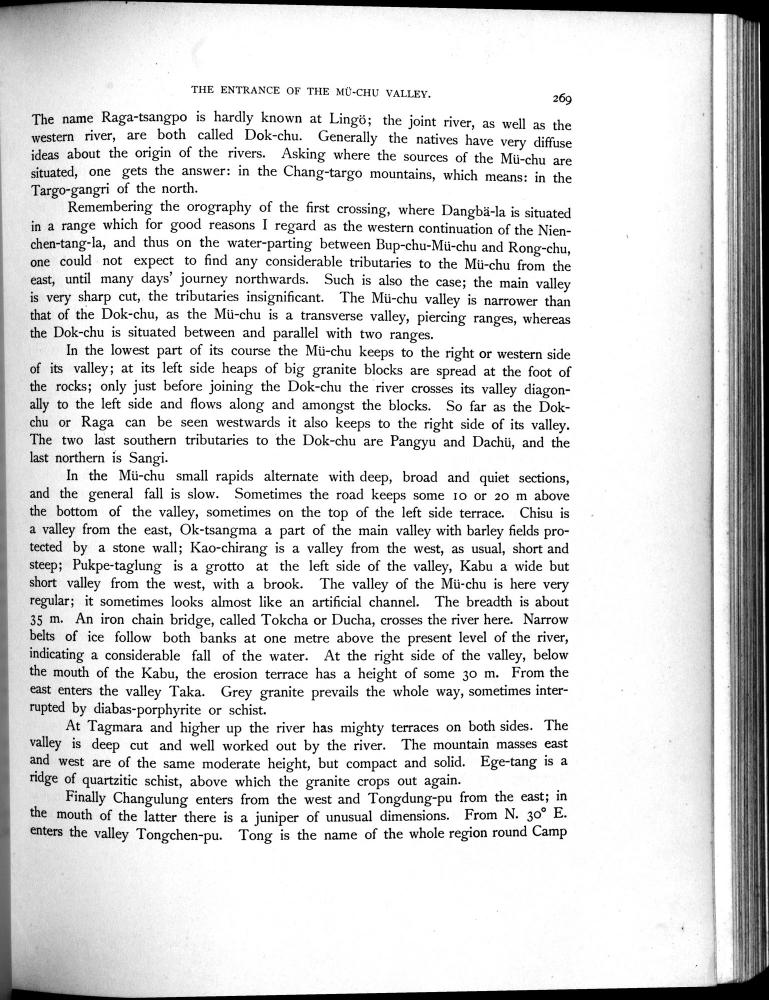 THE ENTRANCE OF THE MÜ-CHU VALLEY.
269
The name Raga-tsangpo is hardly known at Lingö; the joint river, as well as the
western river, are both called Dok-chu. Generally the natives have very diffuse
ideas about the origin of the rivers. Asking where the sources of the Mü-chu are
situated, one gets the answer: in the Chang-targo mountains, which means: in the
Targo-gangri of the north.
Remembering the orography of the first crossing, where Dangbä-la is situated
in a range which for good reasons I regard as the western continuation of the Nien-
chen-tang-la, and thus on the water-parting between Bup-chu-Mü-chu and Rong-chu,
one could not expect to find any considerable tributaries to the Mü-chu from the
east, until many days' journey northwards. Such is also the case; the main valley
is very sharp cut, the tributaries insignificant. The Mü-chu valley is narrower than
that of the Dok-chu, as the Mü-chu is a transverse valley, piercing ranges, whereas
the Dok-chu is situated between and parallel with two ranges.
In the lowest part of its course the Mü-chu keeps to the right or western side
of its valley; at its left side heaps of big granite blocks are spread at the foot of
the rocks; only just before joining the Dok-chu the river crosses its valley diagon-
ally to the left side and flows along and amongst the blocks. So far as the Dok-
chu or Raga can be seen westwards it also keeps to the right side of its valley.
The two last southern tributaries to the Dok-chu are Pangyu and Dachü, and the
last northern is Sangi.
In the Mü-chu small rapids alternate with deep, broad and quiet sections,
and the general fall is slow. Sometimes the road keeps some 10 or 20 m above
the bottom of the valley, sometimes on the top of the left side terrace. Chisu is
a valley from the east, Ok-tsangma a part of the main valley with barley fields pro-
tected by a stone wall; Kao-chirang is a valley from the west, as usual, short and
steep; Pukpe-taglung is a grotto at the left side of the valley, Kabu a wide but
short valley from the west, with a brook. The valley of the Mü-chu is here very
regular; it sometimes looks almost like an artificial channel. The breadth is about
35 m. An iron chain bridge, called Tokcha or Ducha, crosses the river here. Narrow
belts of ice follow both banks at one metre above the present level of the river,
indicating a considerable fall of the water. At the right side of the valley, below
the mouth of the Kabu, the erosion terrace has a height of some 30 m. From the
east enters the valley Taka. Grey granite prevails the whole way, sometimes inter-
rupted by diabas-porphyrite or schist.
At Tagmara and higher up the river has mighty terraces on both sides. The
valley is deep cut and well worked out by the river. The mountain masses east
and west are of the same moderate height, but compact and solid. Ege-tang is a
ridge of quartzitic schist, above which the granite crops out again.
Finally Changulung enters from the west and Tongdung-pu from the east; in
the mouth of the latter there is a juniper of unusual dimensions. From N. 30° E.
enters the valley Tongchen-pu. Tong is the name of the whole region round Camp